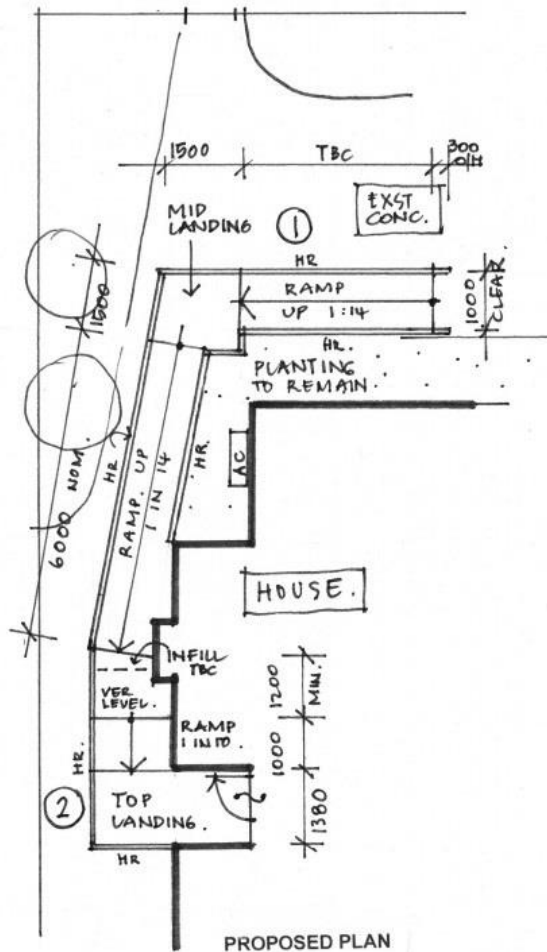 1500
TBC
300
O/H
EXST
CONC.
MID
LANDING
1
HR
RAMP
UP 1:14
1000
CLEAR.
1500
HR.
PLANTING
TO REMAIN.
HR
RAMP. UP
1 IN 14
HR.
AC
6000 NOM.
HOUSE.
INFILL
TBC
1200
MIN.
VER
LEVEL.
RAMP
1 IN 10.
1000
HR.
2
TOP
LANDING.
1380
HR
PROPOSED PLAN